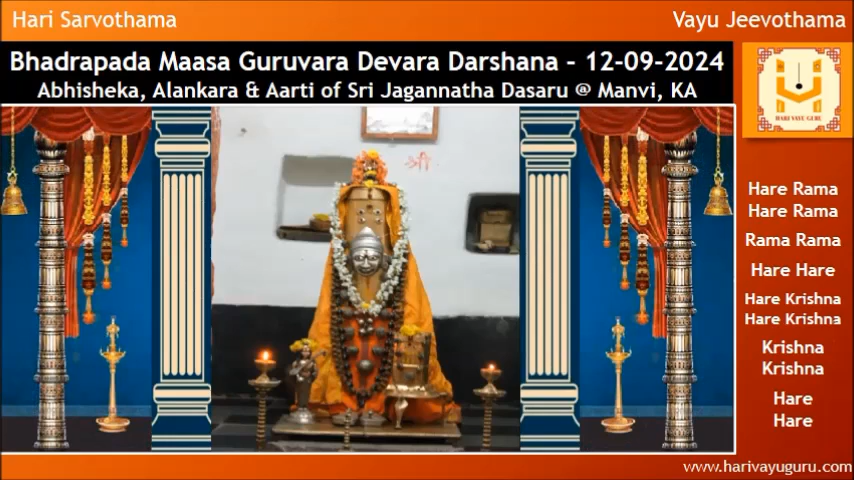 Hari Sarvothama
Vayu Jeevothama
Bhadrapada Maasa Guruvara Devara Darshana - 12-09-2024
Abhisheka, Alankara & Aarti of Sri Jagannatha Dasaru @ Manvi, KA
HARI VAYU GURU
श्री
Hare Rama
Hare Rama
Rama Rama
Hare Hare
Hare Krishna
Hare Krishna
Krishna
Krishna
Hare
Hare
www.harivayuguru.com